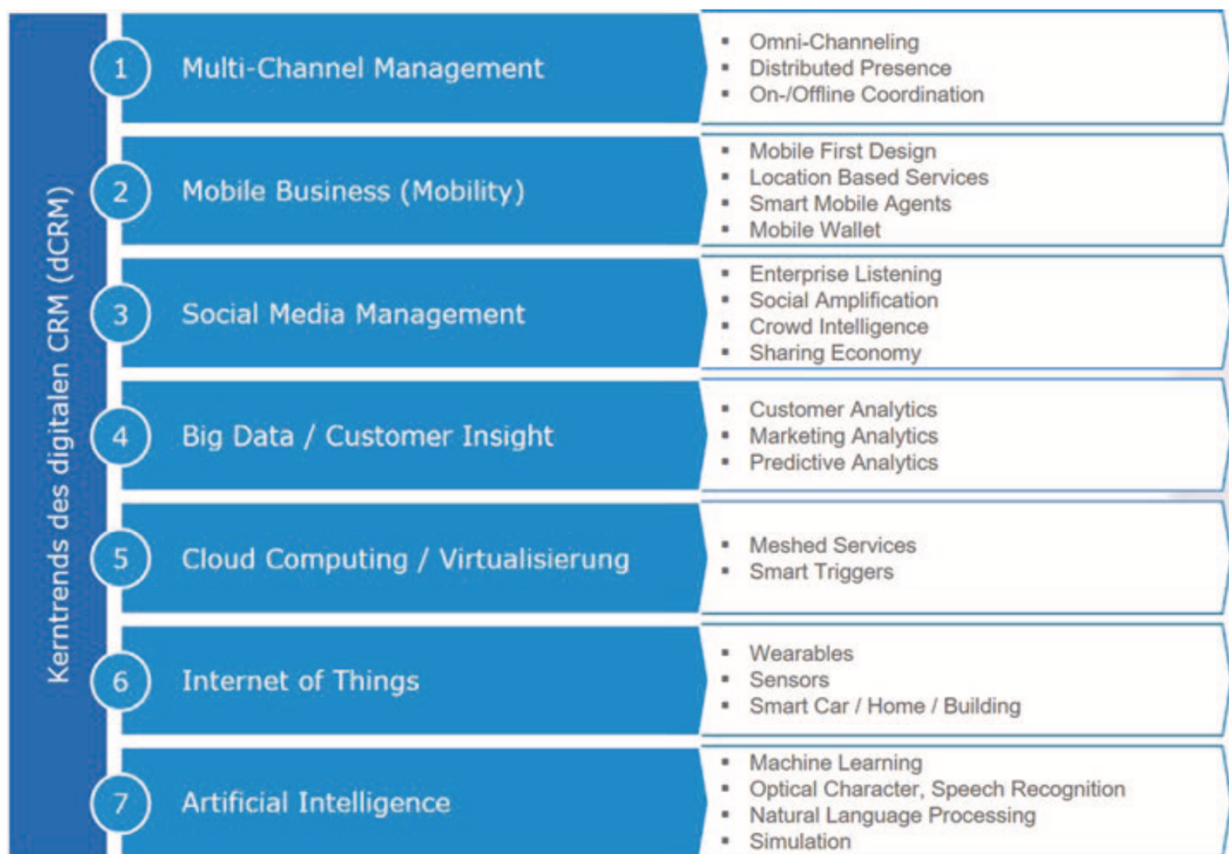 Kerntrends des digitalen CRM (dCRM)
1
Multi-Channel Management
▪ Omni-Channeling
▪ Distributed Presence
▪ On-/Offline Coordination
2
Mobile Business (Mobility)
▪ Mobile First Design
▪ Location Based Services
▪ Smart Mobile Agents
▪ Mobile Wallet
3
Social Media Management
▪ Enterprise Listening
▪ Social Amplification
▪ Crowd Intelligence
▪ Sharing Economy
4
Big Data / Customer Insight
▪ Customer Analytics
▪ Marketing Analytics
▪ Predictive Analytics
5
Cloud Computing / Virtualisierung
▪ Meshed Services
▪ Smart Triggers
6
Internet of Things
▪ Wearables
▪ Sensors
▪ Smart Car / Home / Building
7
Artificial Intelligence
▪ Machine Learning
▪ Optical Character, Speech Recognition
▪ Natural Language Processing
▪ Simulation